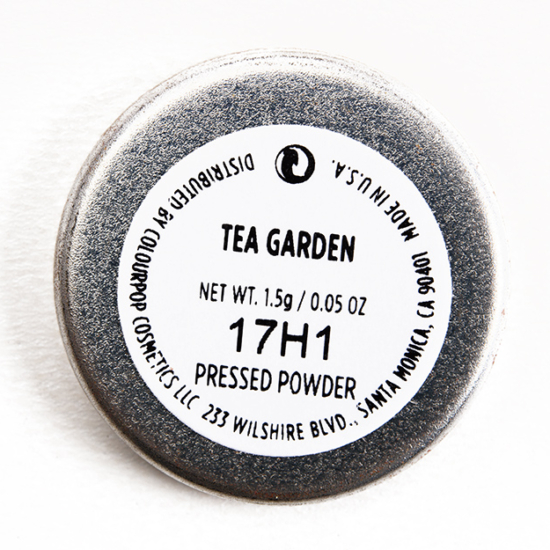 TEA GARDEN
NET WT. 1.5g / 0.05 OZ
17H1
PRESSED POWDER
DISTRIBUTED BY COLOURPOP COSMETICS LLC 233 WILSHIRE BLVD., SANTA MONICA, CA 90401 MADE IN U.S.A.